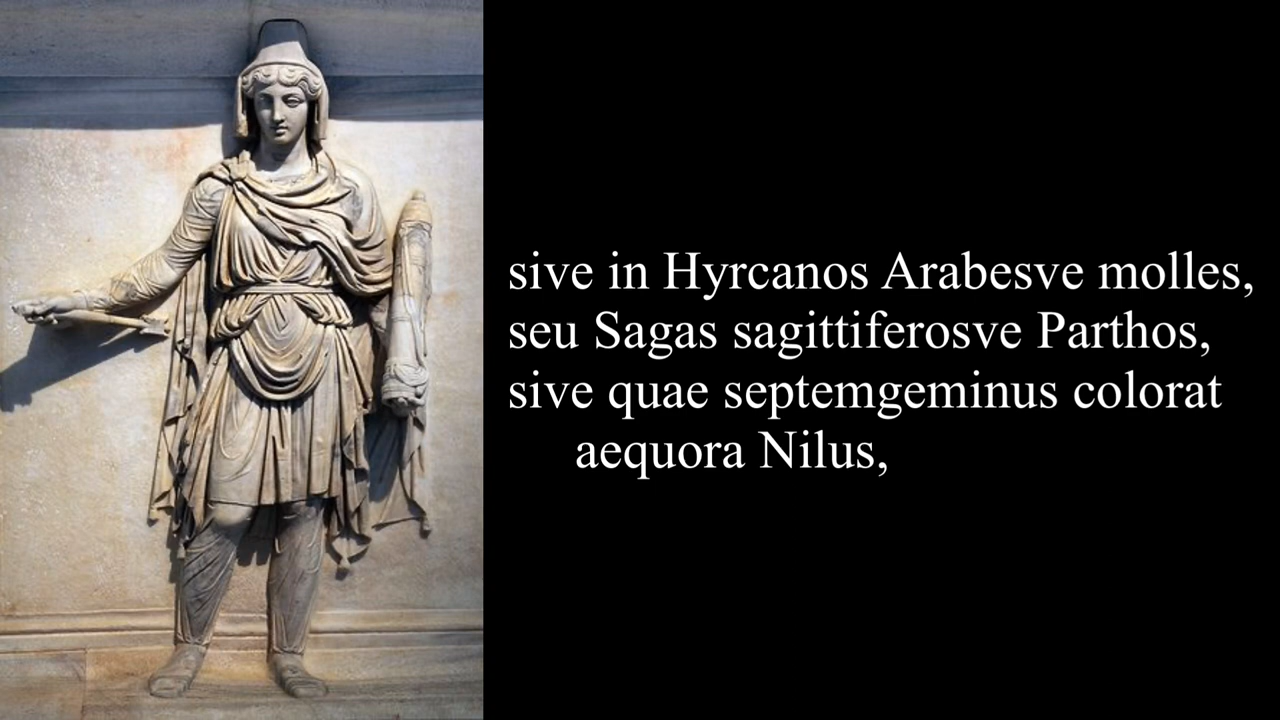 sive in Hyrcanos Arabesve molles,
seu Sagas sagittiferosve Parthos,
sive quae septemgeminus colorat
aequora Nilus,